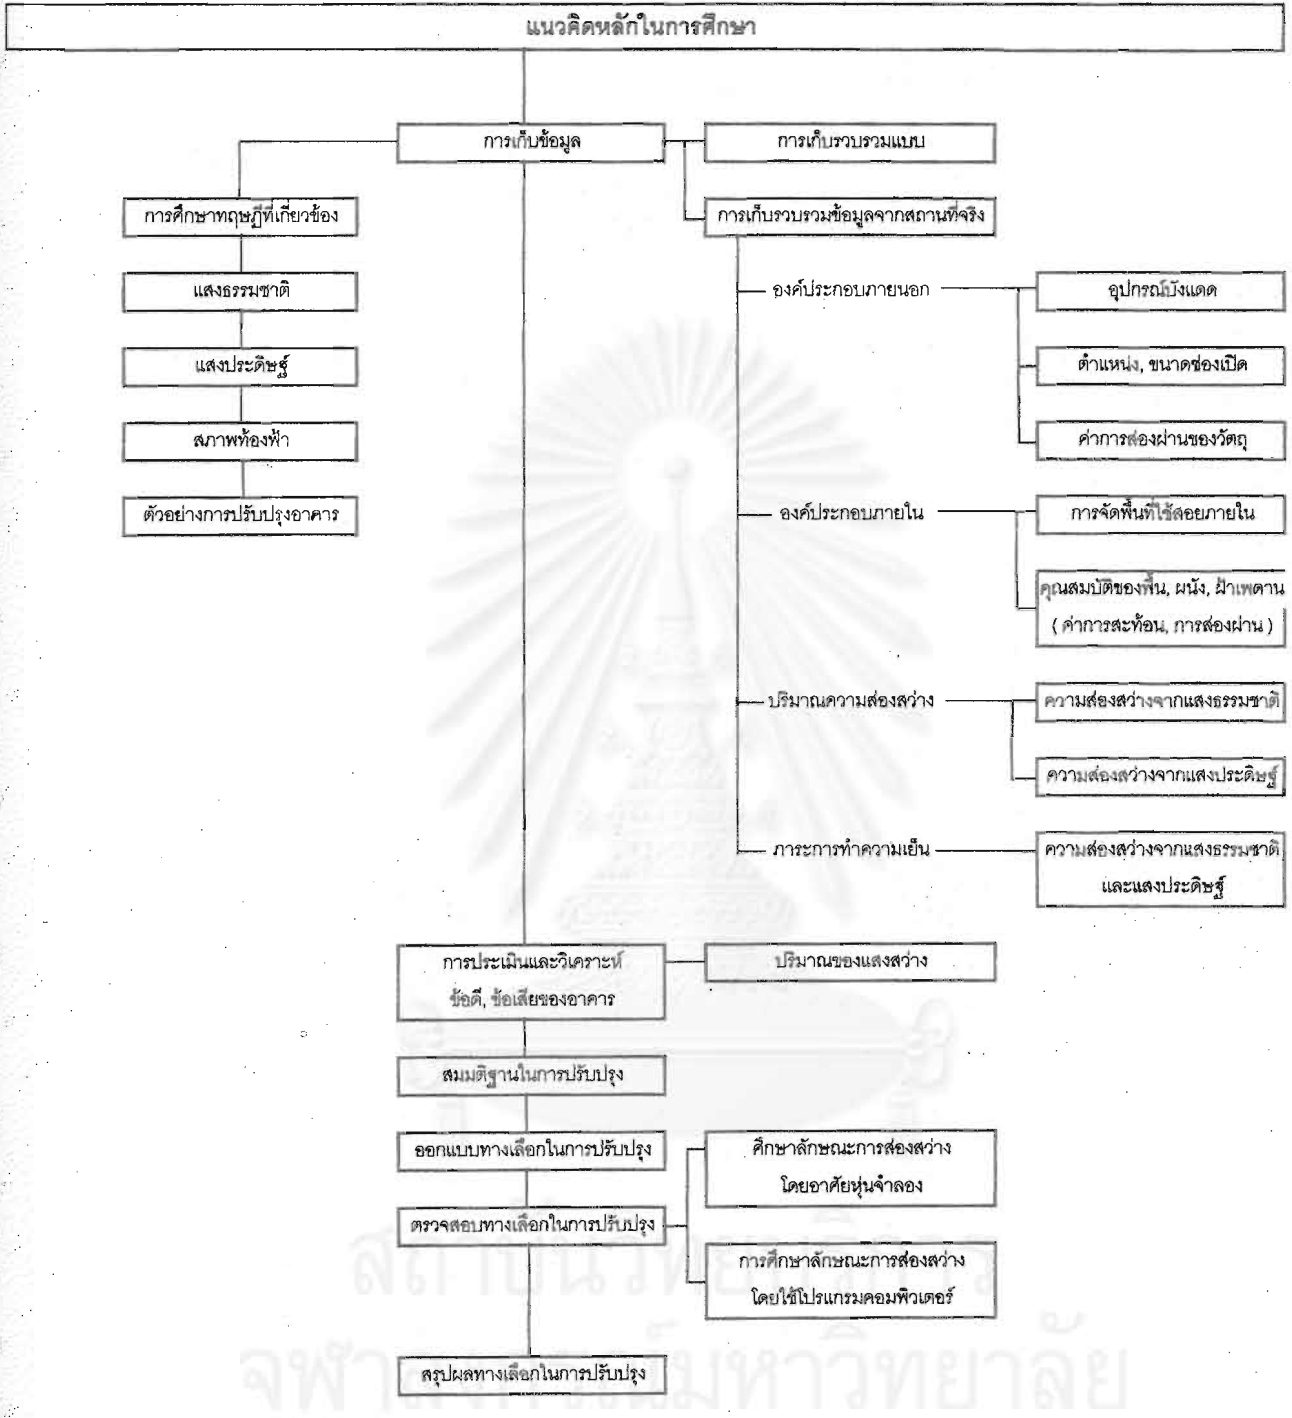 แนวคิดหลักในการศึกษา
การเก็บข้อมูล
การเก็บรวบรวมแบบ
การศึกษาทฤษฎีที่เกี่ยวข้อง
การเก็บรวบรวมข้อมูลจากสถานที่จริง
แสงธรรมชาติ
องค์ประกอบภายนอก
อุปกรณ์บังแดด
แสงประดิษฐ์
ตำแหน่ง, ขนาดช่องเปิด
สภาพท้องฟ้า
ค่าการส่องผ่านของวัตถุ
ตัวอย่างการปรับปรุงอาคาร
องค์ประกอบภายใน
การจัดพื้นที่ใช้สอยภายใน
คุณสมบัติของพื้น, ผนัง, ฝ้าเพดาน
( ค่าการสะท้อน, การส่องผ่าน )
ปริมาณความส่องสว่าง
ความส่องสว่างจากแสงธรรมชาติ
ความส่องสว่างจากแสงประดิษฐ์
ภาระการทำความเย็น
ความส่องสว่างจากแสงธรรมชาติ
และแสงประดิษฐ์
การประเมินและวิเคราะห์
ข้อดี, ข้อเสียของอาคาร
ปริมาณของแสงสว่าง
สมมติฐานในการปรับปรุง
ออกแบบทางเลือกในการปรับปรุง
ศึกษาลักษณะการส่องสว่าง
โดยอาศัยหุ่นจำลอง
ตรวจสอบทางเลือกในการปรับปรุง
การศึกษาลักษณะการส่องสว่าง
โดยใช้โปรแกรมคอมพิวเตอร์
สรุปผลทางเลือกในการปรับปรุง
สถาบันวิทยบริการ
จุฬาลงกรณ์มหาวิทยาลัย